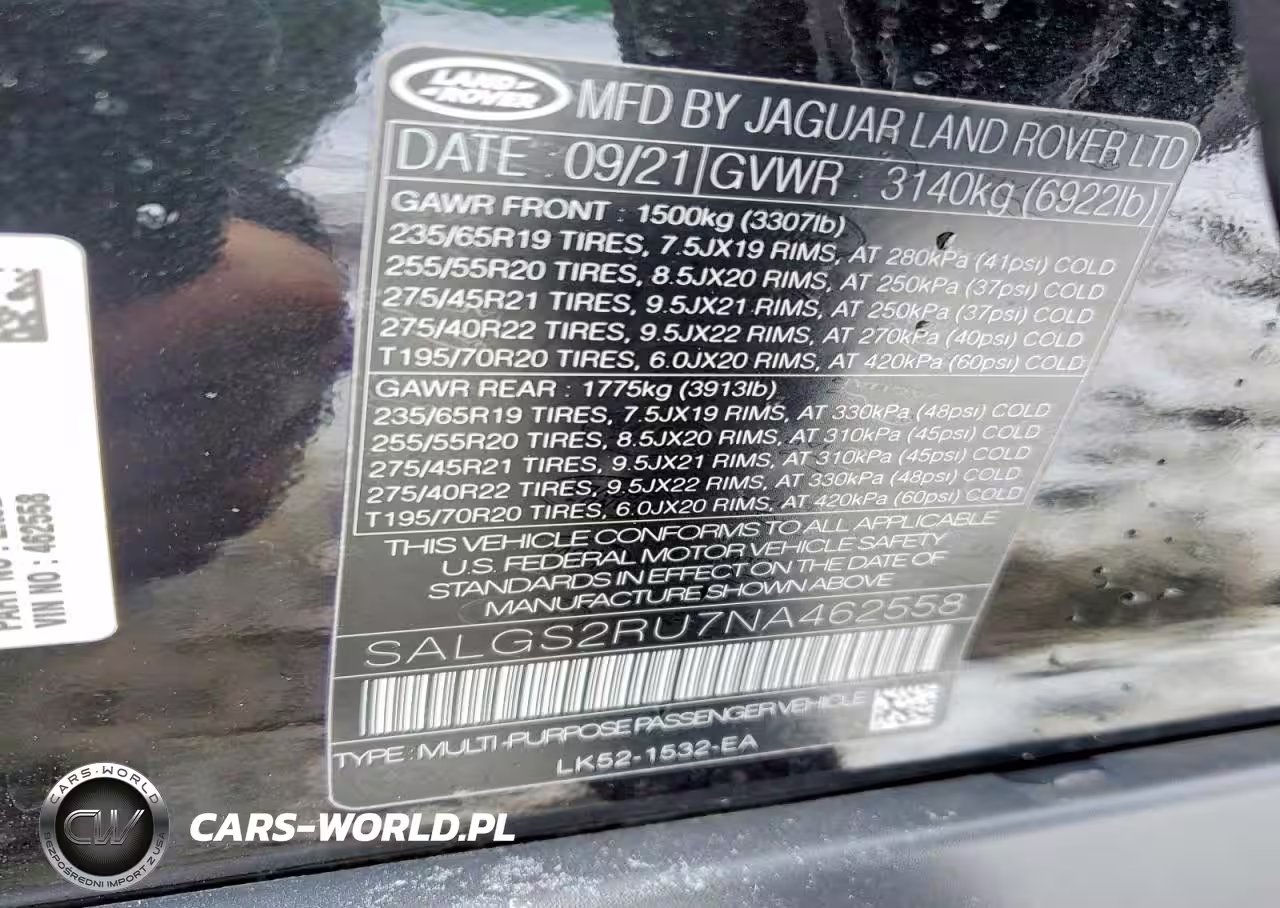 LAND ROVER
MFD BY JAGUAR LAND ROVER LTD
DATE : 09/21 GVWR : 3140kg (6922lb)
GAWR FRONT : 1500kg (3307lb)
235/65R19 TIRES, 7.5JX19 RIMS, AT 280kPa (41psi) COLD
255/55R20 TIRES, 8.5JX20 RIMS, AT 250kPa (37psi) COLD
275/45R21 TIRES, 9.5JX21 RIMS, AT 250kPa (37psi) COLD
275/40R22 TIRES, 9.5JX22 RIMS, AT 270kPa (40psi) COLD
T195/70R20 TIRES, 6.0JX20 RIMS, AT 420kPa (60psi) COLD
GAWR REAR : 1775kg (3913lb)
235/65R19 TIRES, 7.5JX19 RIMS, AT 330kPa (48psi) COLD
255/55R20 TIRES, 8.5JX20 RIMS, AT 310kPa (45psi) COLD
275/45R21 TIRES, 9.5JX21 RIMS, AT 310kPa (45psi) COLD
275/40R22 TIRES, 9.5JX22 RIMS, AT 330kPa (48psi) COLD
T195/70R20 TIRES, 6.0JX20 RIMS, AT 420kPa (60psi) COLD
THIS VEHICLE CONFORMS TO ALL APPLICABLE
U.S. FEDERAL MOTOR VEHICLE SAFETY
STANDARDS IN EFFECT ON THE DATE OF
MANUFACTURE SHOWN ABOVE
SALGS2RU7NA462558
TYPE : MULTI-PURPOSE PASSENGER VEHICLE
LK52-1532-EA
PART NO :
VIN NO : 462558
CARS-WORLD
CW
BEZPOŚREDNI IMPORT Z USA
CARS-WORLD.PL